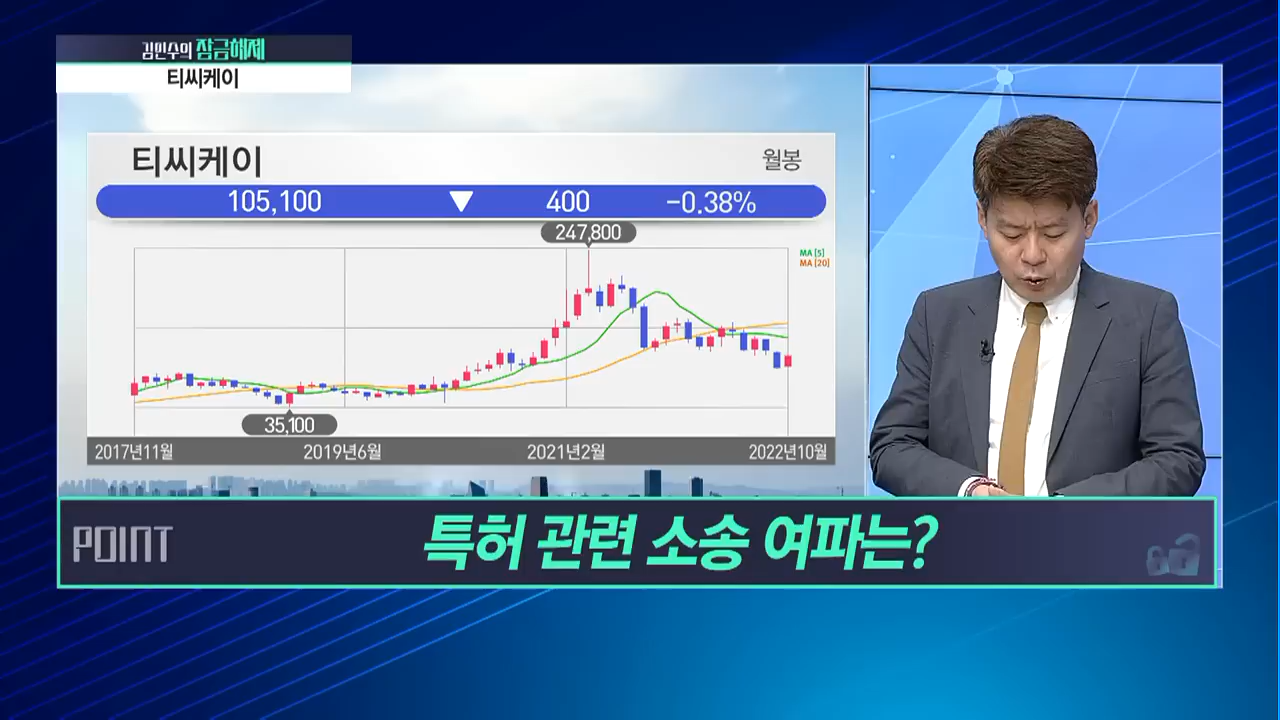 김민수의 잠금해제
티씨케이
티씨케이
월봉
105,100 ▼ 400 -0.38%
247,800
MA [5]
MA [20]
35,100
2017년11월 2019년6월 2021년2월 2022년10월
POINT
특허 관련 소송 여파는?